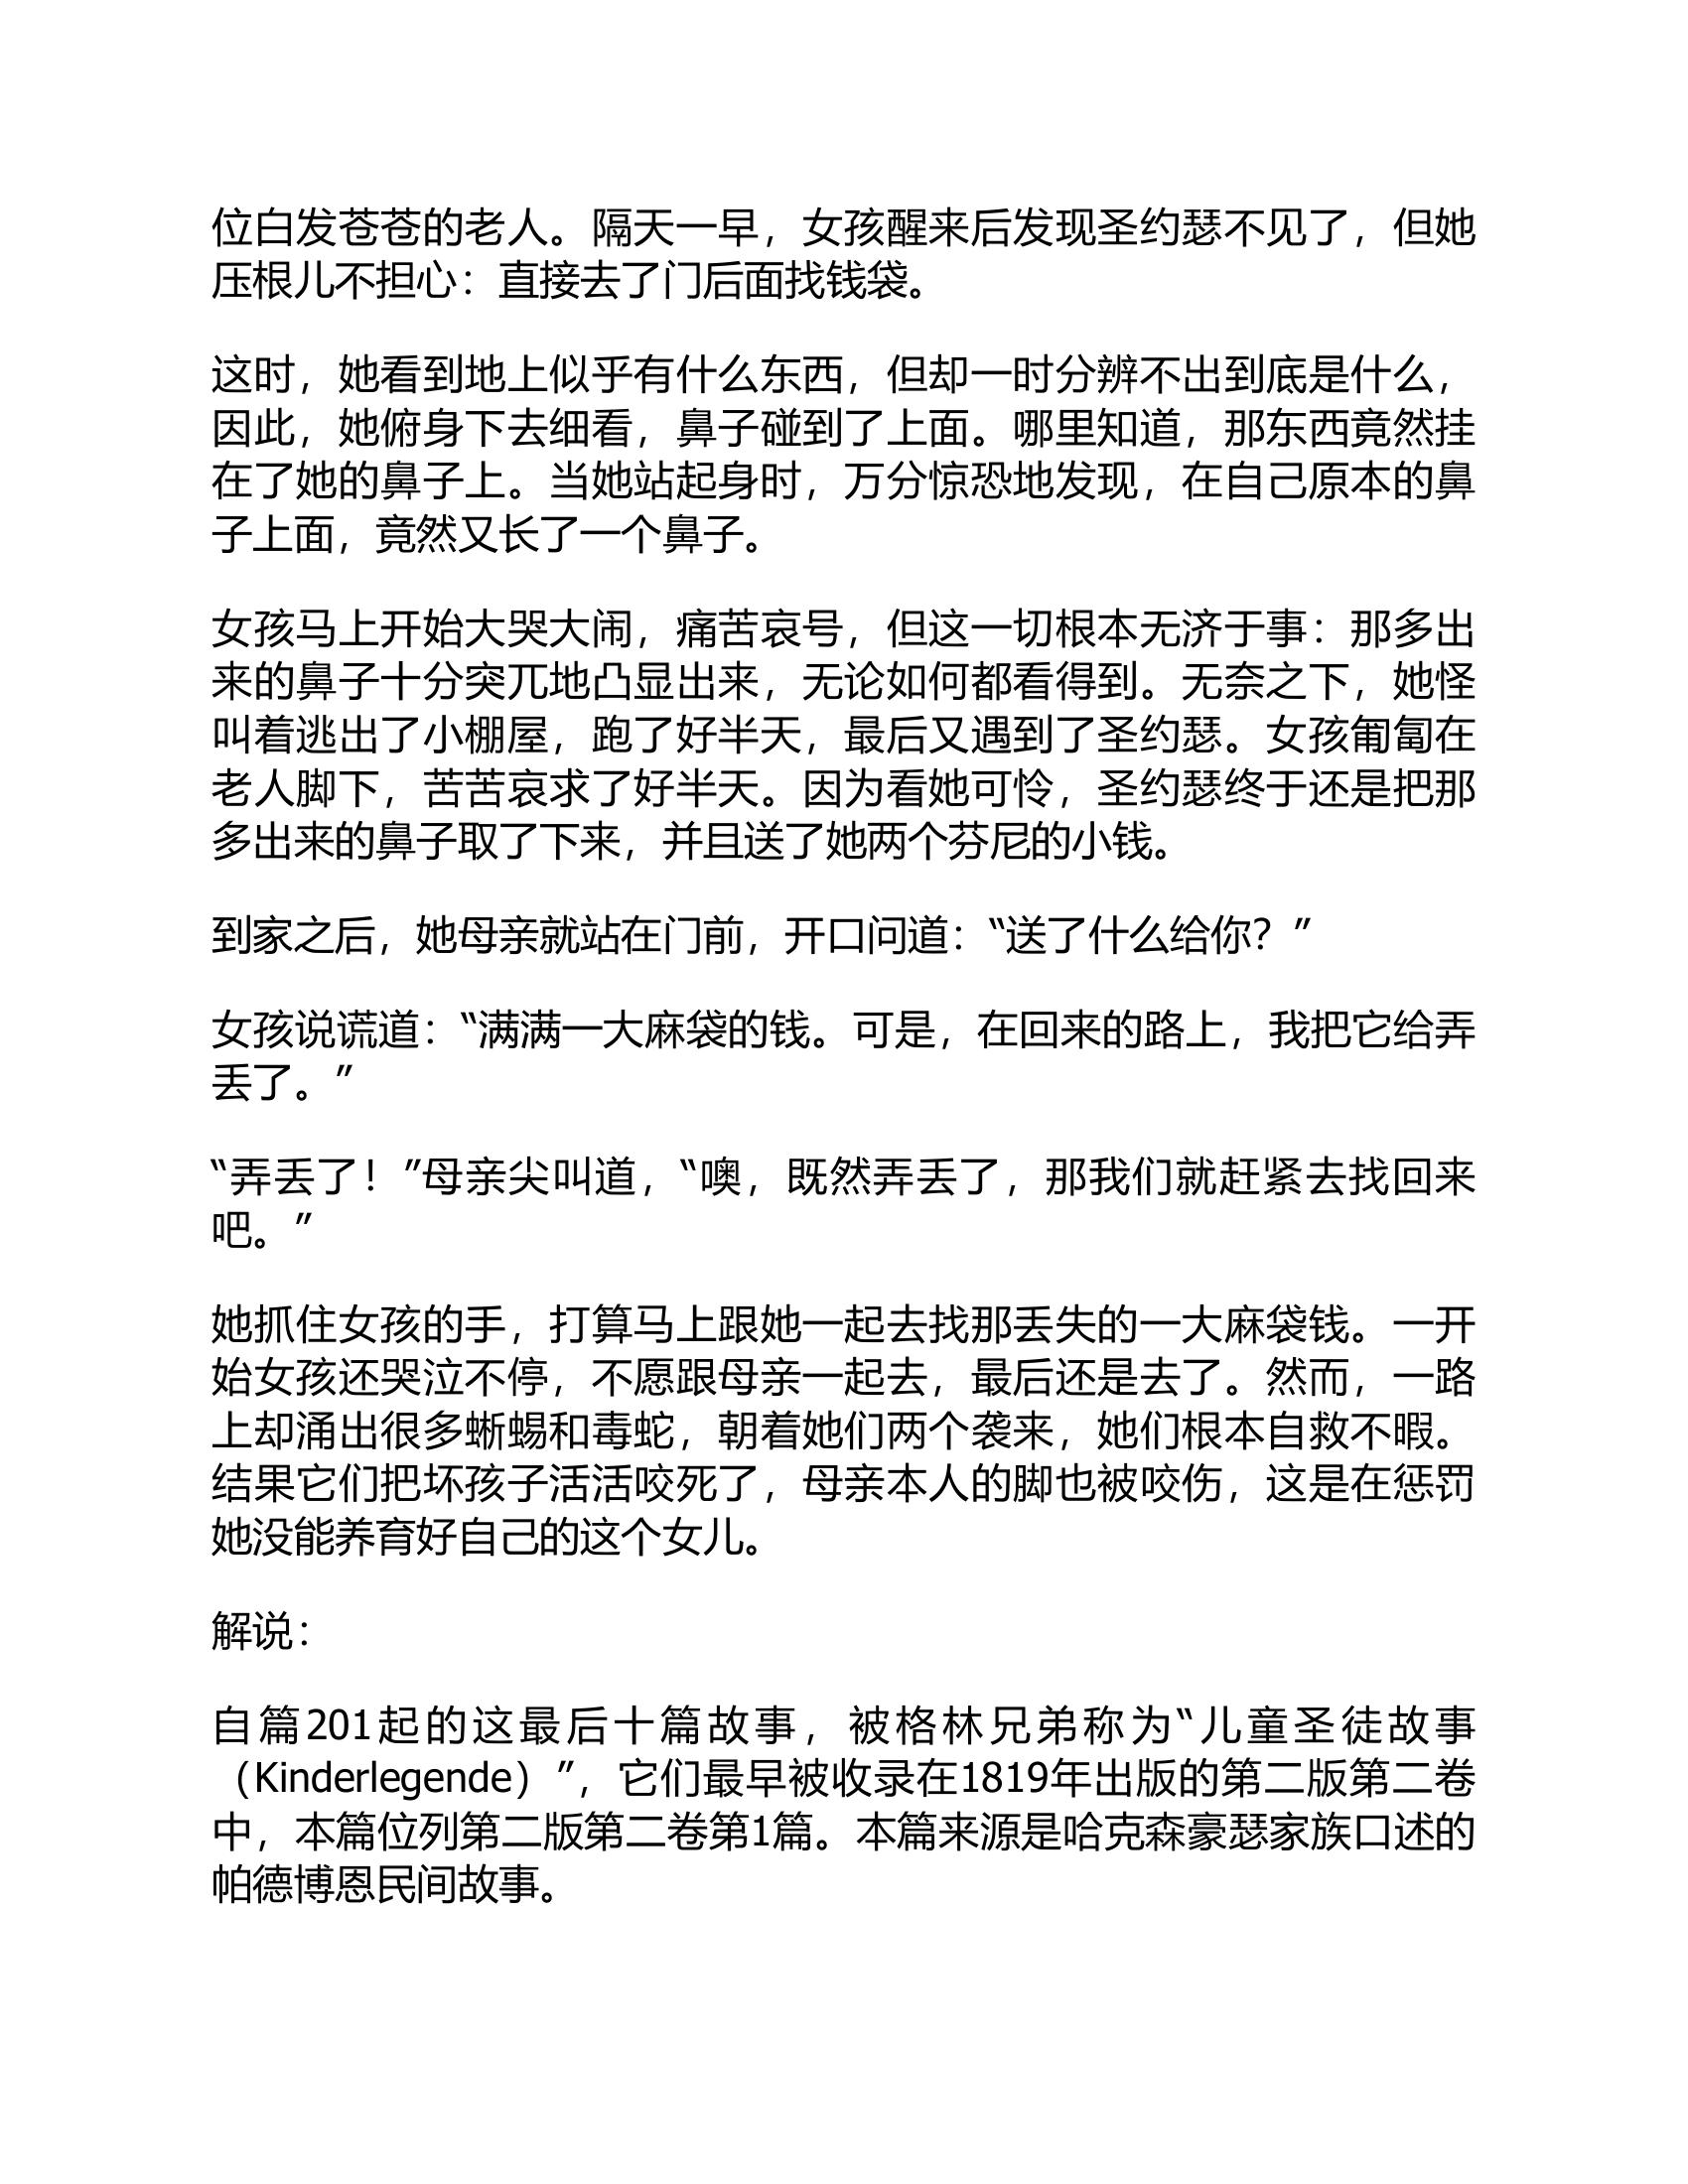 位白发苍苍的老人。隔天一早，女孩醒来后发现圣约瑟不见了，但她
压根儿不担心：直接去了门后面找钱袋。
这时，她看到地上似乎有什么东西，但却一时分辨不出到底是什么，
因此，她俯身下去细看，鼻子碰到了上面。哪里知道，那东西竟然挂
在了她的鼻子上。当她站起身时，万分惊恐地发现，在自己原本的鼻
子上面，竟然又长了一个鼻子。
女孩马上开始大哭大闹，痛苦哀号，但这一切根本无济于事：那多出
来的鼻子十分突兀地凸显出来，无论如何都看得到。无奈之下，她怪
叫着逃出了小棚屋，跑了好半天，最后又遇到了圣约瑟。女孩匍匐在
老人脚下，苦苦哀求了好半天。因为看她可怜，圣约瑟终于还是把那
多出来的鼻子取了下来，并且送了她两个芬尼的小钱。
到家之后，她母亲就站在门前，开口问道：“送了什么给你？”
女孩说谎道：“满满一大麻袋的钱。可是，在回来的路上，我把它给弄
丢了。”
“弄丢了！”母亲尖叫道，“噢，既然弄丢了，那我们就赶紧去找回来
吧。”
她抓住女孩的手，打算马上跟她一起去找那丢失的一大麻袋钱。一开
始女孩还哭泣不停，不愿跟母亲一起去，最后还是去了。然而，一路
上却涌出很多蜥蜴和毒蛇，朝着她们两个袭来，她们根本自救不暇。
结果它们把坏孩子活活咬死了，母亲本人的脚也被咬伤，这是在惩罚
她没能养育好自己的这个女儿。
解说：
自篇201起的这最后十篇故事，被格林兄弟称为“儿童圣徒故事
（Kinderlegende）”，它们最早被收录在1819年出版的第二版第二卷
中，本篇位列第二版第二卷第1篇。本篇来源是哈克森豪瑟家族口述的
帕德博恩民间故事。